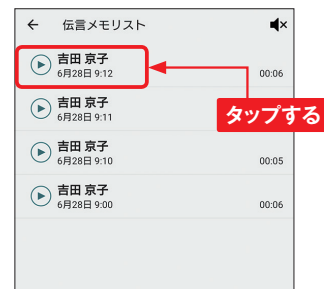 ← 伝言メモリスト
吉田 京子
6月28日 9:12 00:06
吉田 京子
6月28日 9:11
タップする
吉田 京子
6月28日 9:10 00:05
吉田 京子
6月28日 9:00 00:06